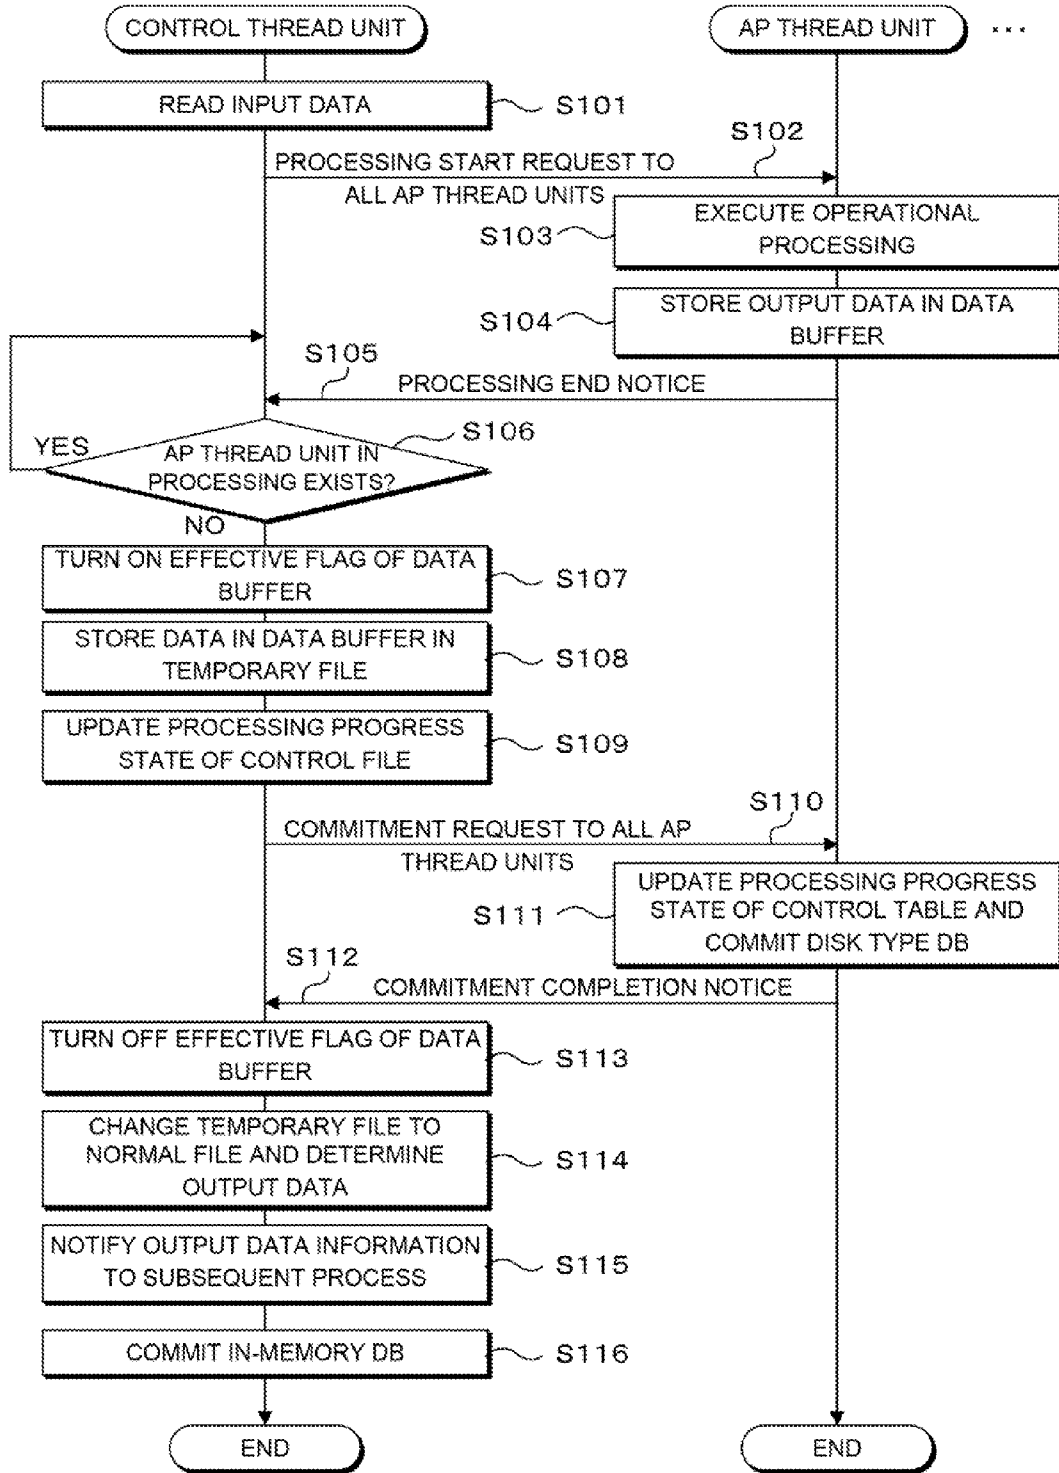 CONTROL THREAD UNIT
AP THREAD UNIT
...
READ INPUT DATA
S101
S102
PROCESSING START REQUEST TO
ALL AP THREAD UNITS
S103
EXECUTE OPERATIONAL
PROCESSING
S104
STORE OUTPUT DATA IN DATA
BUFFER
S105
PROCESSING END NOTICE
S106
YES
AP THREAD UNIT IN
PROCESSING EXISTS?
NO
TURN ON EFFECTIVE FLAG OF DATA
BUFFER
S107
STORE DATA IN DATA BUFFER IN
TEMPORARY FILE
S108
UPDATE PROCESSING PROGRESS
STATE OF CONTROL FILE
S109
S110
COMMITMENT REQUEST TO ALL AP
THREAD UNITS
S111
UPDATE PROCESSING PROGRESS
STATE OF CONTROL TABLE AND
COMMIT DISK TYPE DB
S112
COMMITMENT COMPLETION NOTICE
TURN OFF EFFECTIVE FLAG OF DATA
BUFFER
S113
CHANGE TEMPORARY FILE TO
NORMAL FILE AND DETERMINE
OUTPUT DATA
S114
NOTIFY OUTPUT DATA INFORMATION
TO SUBSEQUENT PROCESS
S115
COMMIT IN-MEMORY DB
S116
END
END